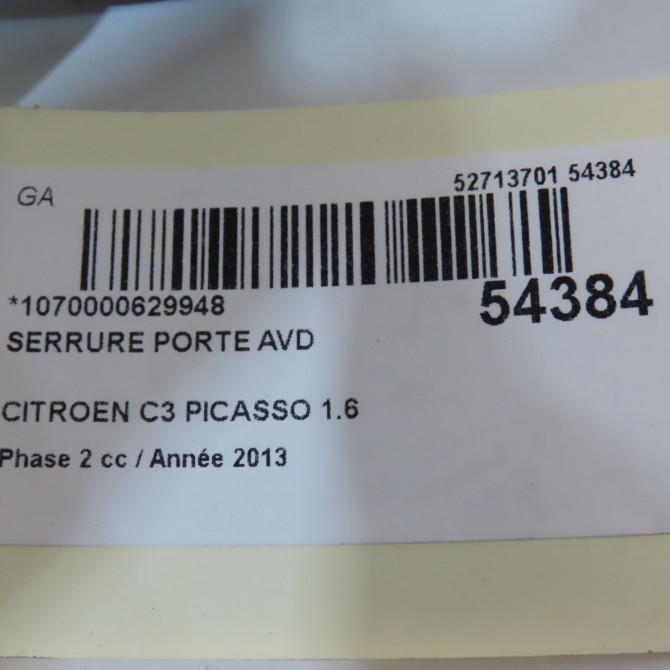 GA
52713701 54384
*1070000629948
54384
SERRURE PORTE AVD
CITROEN C3 PICASSO 1.6
Phase 2 cc / Année 2013